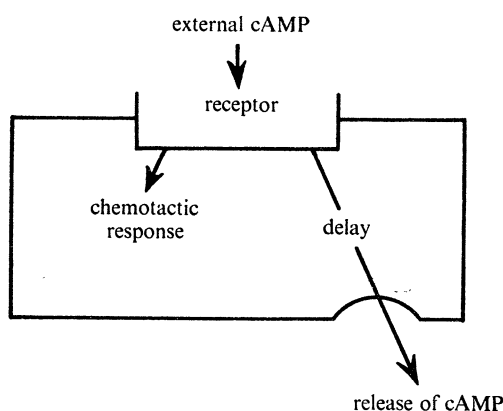 external cAMP
receptor
chemotactic
response
delay
release of cAMP